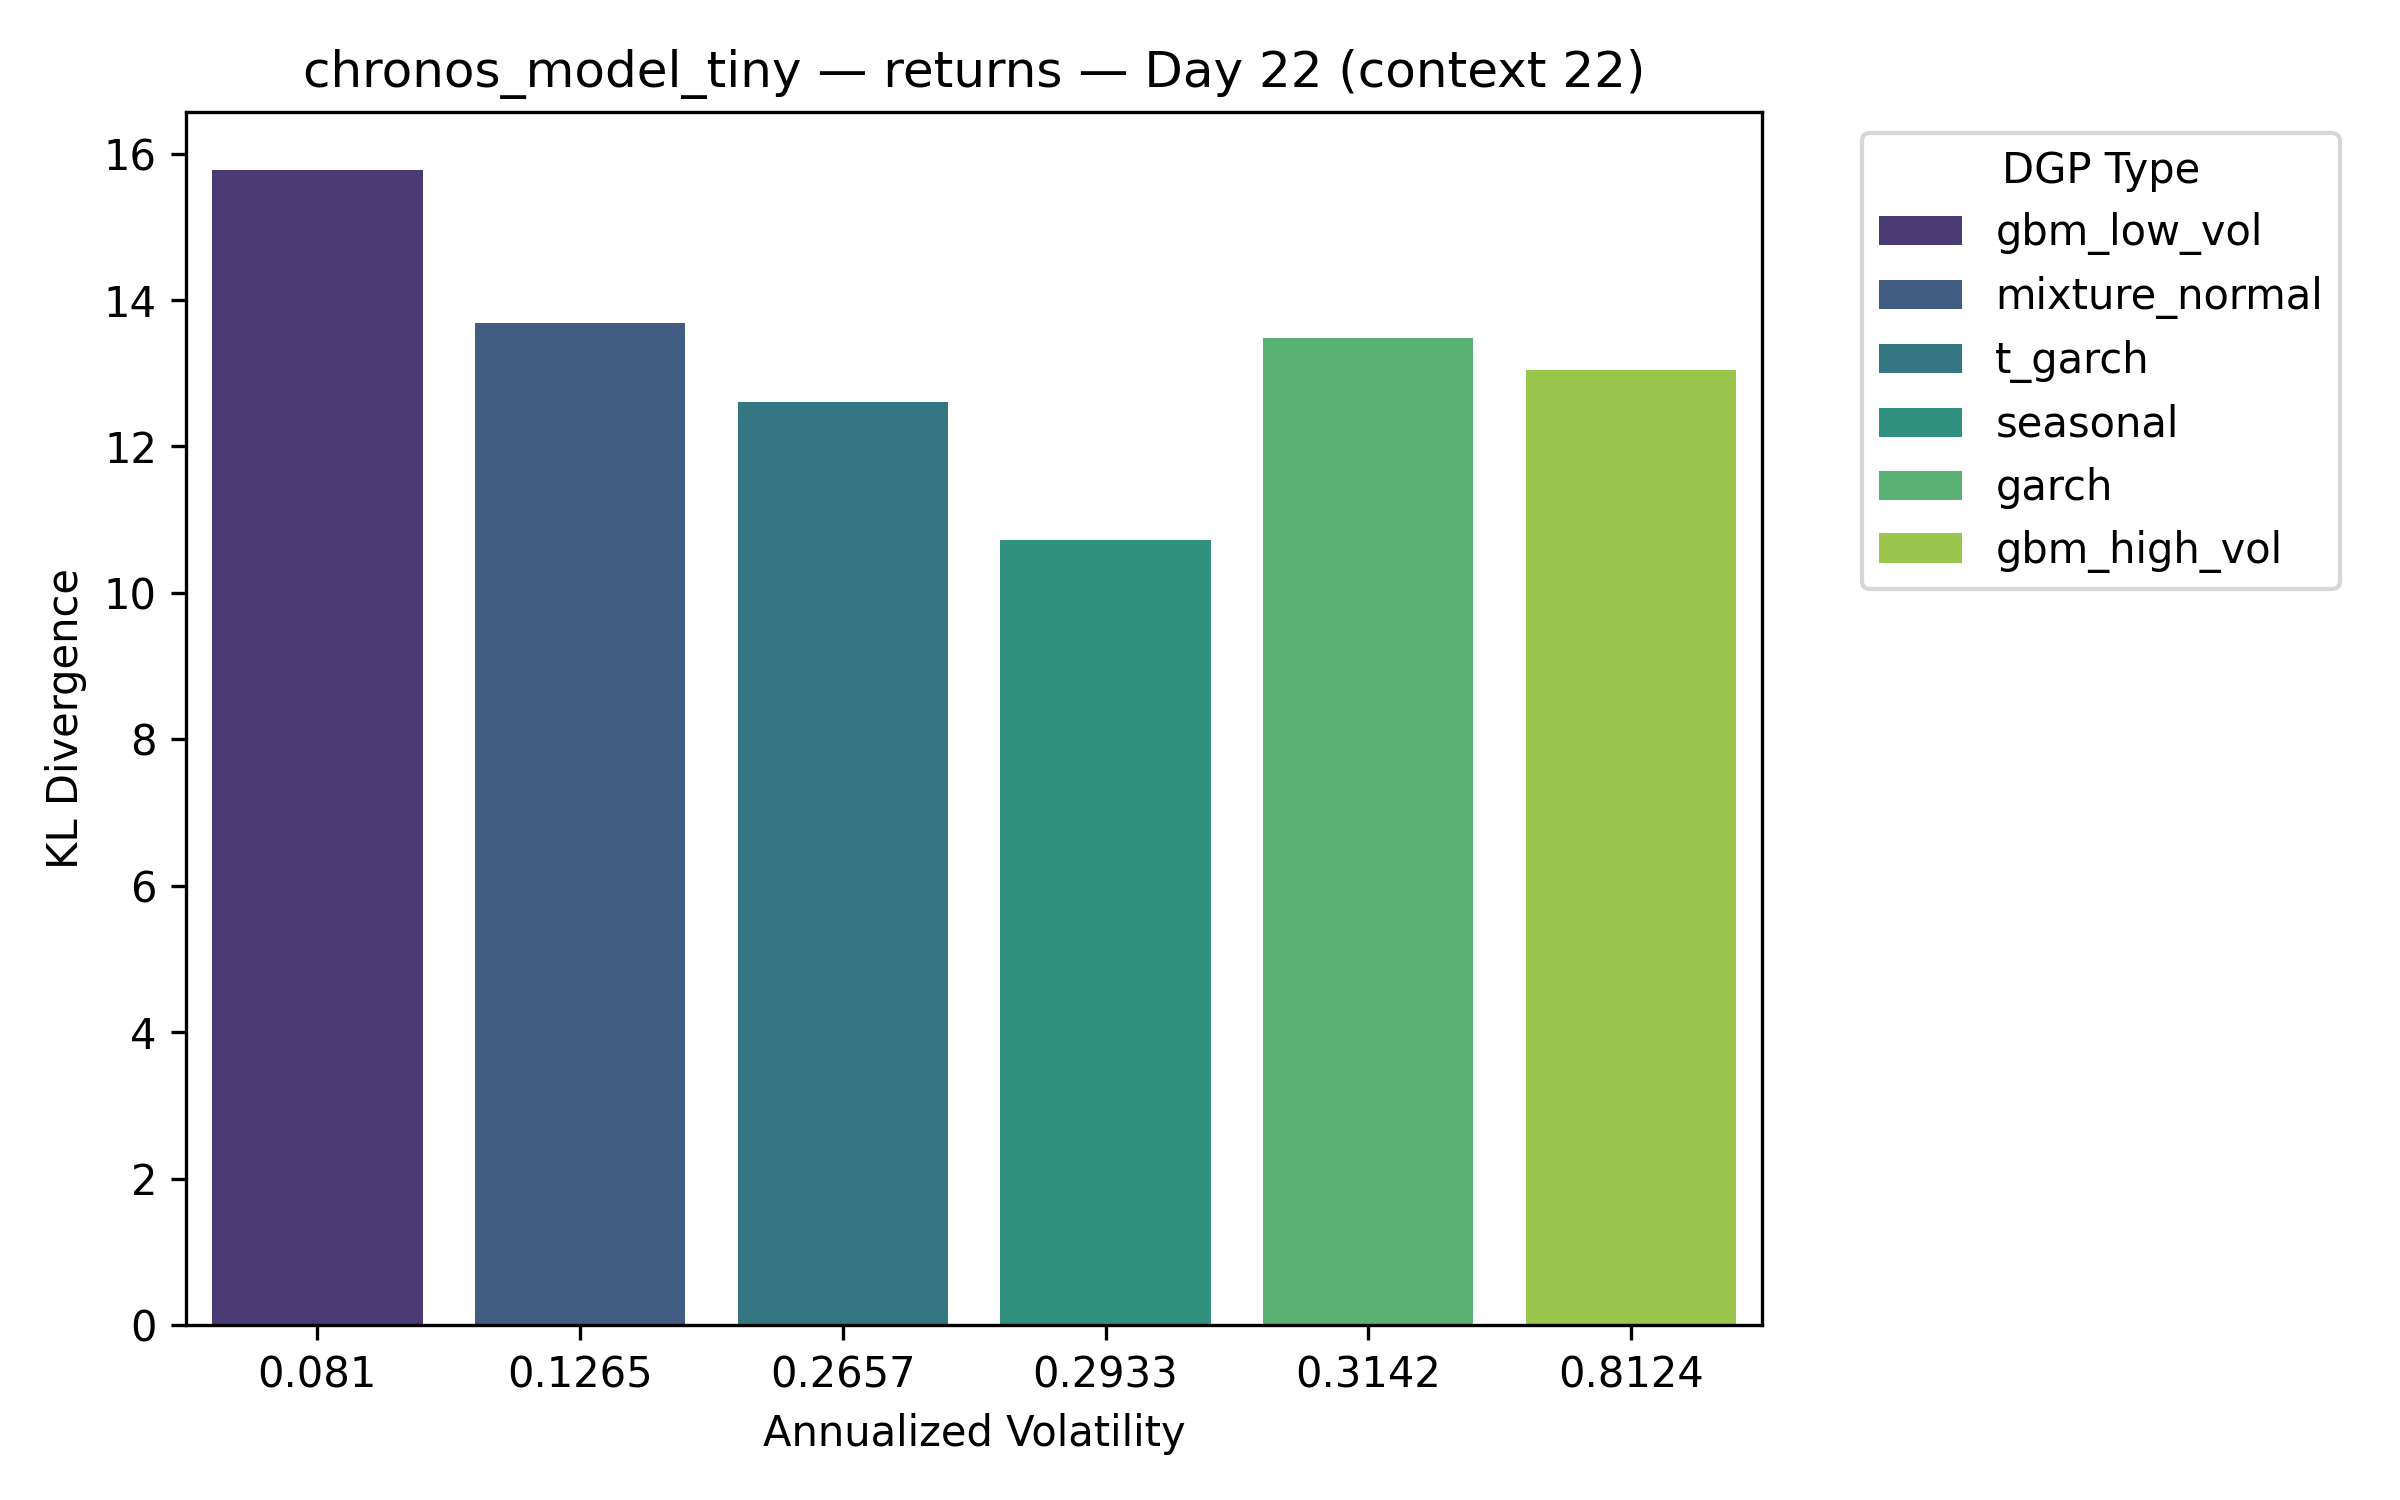 chronos_model_tiny — returns — Day 22 (context 22)
KL Divergence
16
14
12
10
8
6
4
2
0
0.081
0.1265
0.2657
0.2933
0.3142
0.8124
Annualized Volatility
DGP Type
gbm_low_vol
mixture_normal
t_garch
seasonal
garch
gbm_high_vol